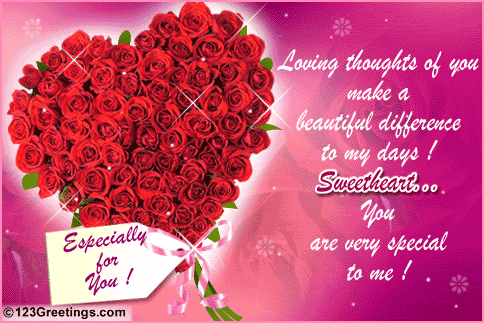 Loving thoughts of you
make a
beautiful difference
to my days !
Sweetheart...
You
are very special
to me !
Especially
for
You !
©123Greetings.com